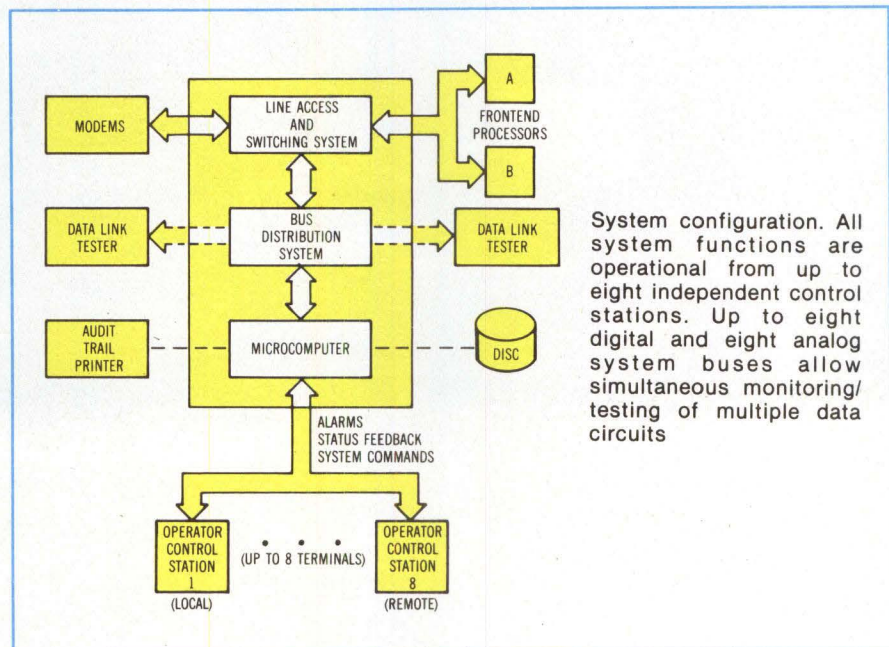 LINE ACCESS
AND
SWITCHING SYSTEM
MODEMS
A
FRONTEND
PROCESSORS
B
DATA LINK
TESTER
BUS
DISTRIBUTION
SYSTEM
DATA LINK
TESTER
AUDIT
TRAIL
PRINTER
MICROCOMPUTER
DISC
ALARMS
STATUS FEEDBACK
SYSTEM COMMANDS
OPERATOR
CONTROL
STATION
1
(LOCAL)
• • •
(UP TO 8 TERMINALS)
OPERATOR
CONTROL
STATION
8
(REMOTE)
System configuration. All
system functions are
operational from up to
eight independent control
stations. Up to eight
digital and eight analog
system buses allow
simultaneous monitoring/
testing of multiple data
circuits